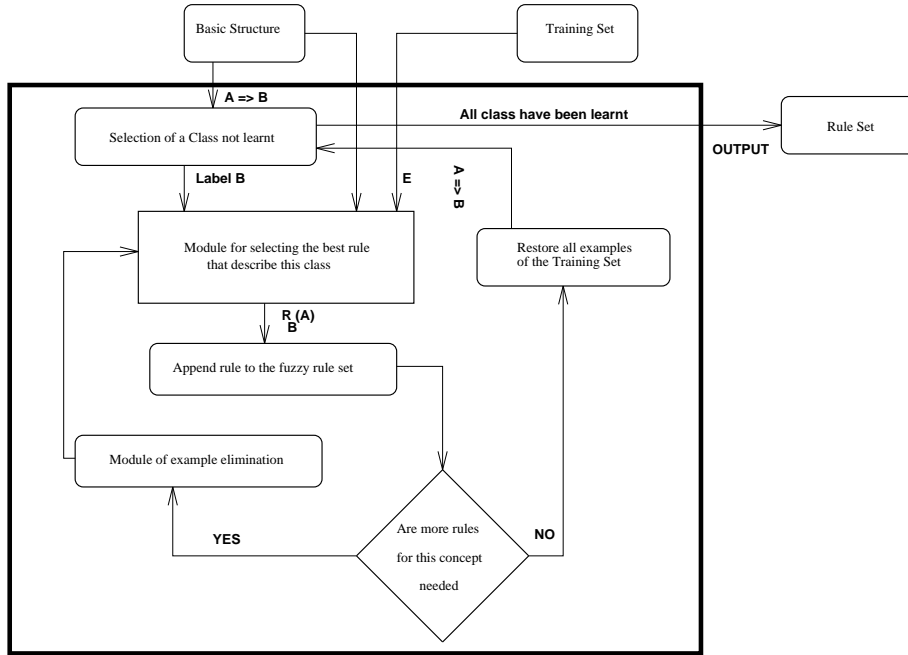 Basic Structure
Training Set
A => B
All class have been learnt
Selection of a Class not learnt
Rule Set
OUTPUT
Label B
E
A => B
Module for selecting the best rule
that describe this class
Restore all examples
of the Training Set
R (A)
B
Append rule to the fuzzy rule set
Module of example elimination
Are more rules
for this concept
needed
YES
NO